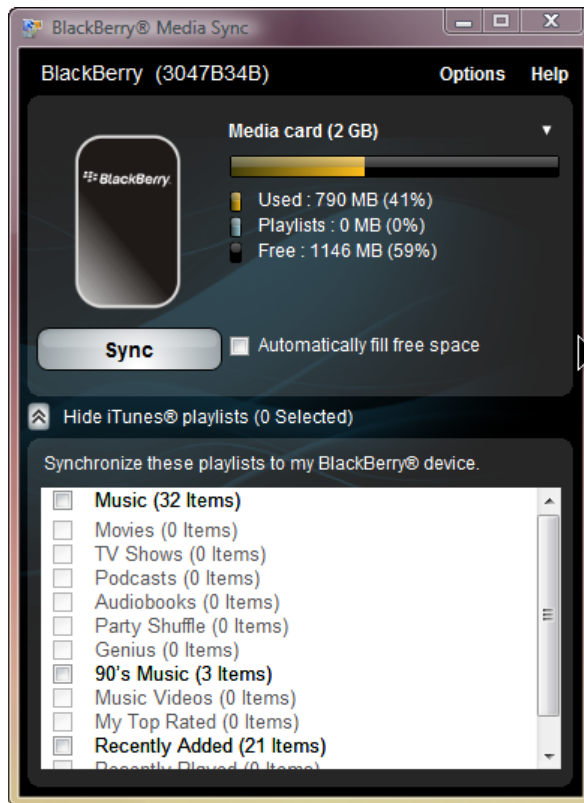 BlackBerry® Media Sync
BlackBerry (3047B34B) Options Help
Media card (2 GB)
BlackBerry.
Used : 790 MB (41%)
Playlists : 0 MB (0%)
Free : 1146 MB (59%)
Sync
Automatically fill free space
Hide iTunes® playlists (0 Selected)
Synchronize these playlists to my BlackBerry® device.
Music (32 Items)
Movies (0 Items)
TV Shows (0 Items)
Podcasts (0 Items)
Audiobooks (0 Items)
Party Shuffle (0 Items)
Genius (0 Items)
90's Music (3 Items)
Music Videos (0 Items)
My Top Rated (0 Items)
Recently Added (21 Items)
Recently Played (0 Items)